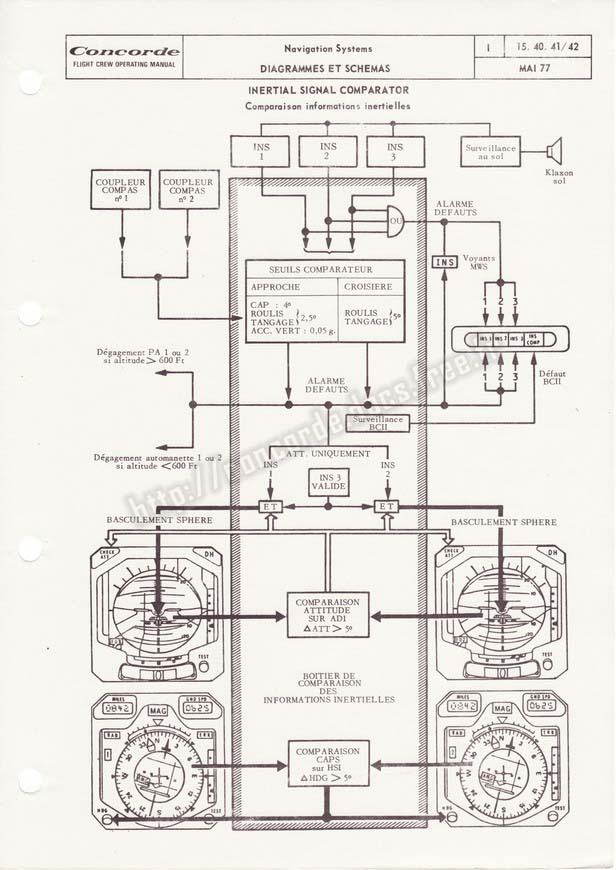 Concorde
FLIGHT CREW OPERATING MANUAL
Navigation Systems
DIAGRAMMES ET SCHEMAS
1
15. 40. 41/42
MAI 77
INERTIAL SIGNAL COMPARATOR
Comparaison informations inertielles
INS
1
INS
2
INS
3
Surveillance
au sol
Klaxon
sol
COUPLEUR
COMPAS
n° 1
COUPLEUR
COMPAS
n° 2
ALARME
DEFAUTS
OU
INS
Voyants
MWS
SEUILS COMPARATEUR
APPROCHE
CROISIERE
CAP : 4°
ROULIS
TANGAGE } 2,5°
ACC. VERT : 0,05 g.
ROULIS
TANGAGE } 5°
1 2 3
INS 1 INS 2 INS 3 INS COMP
1 2 3
Défaut
BCII
Dégagement PA 1 ou 2
si altitude > 600 Ft
ALARME
DEFAUTS
Surveillance
BCII
Dégagement automanette 1 ou 2
si altitude < 600 Ft
ATT. UNIQUEMENT
INS
1
INS 3
VALIDE
INS
2
ET
ET
BASCULEMENT SPHERE
BASCULEMENT SPHERE
CHECK
ATT
DH
TEST
COMPARAISON
ATTITUDE
SUR ADI
△ ATT > 5°
CHECK
ATT
DH
TEST
BOITIER DE
COMPARAISON
DES
INFORMATIONS INERTIELLES
MILES
0842
MAG
GND SPD
0625
RAD
HDG
TEST
COMPARAISON
CAPS
sur HSI
△ HDG > 5°
MILES
0842
MAG
GND SPD
0625
HDG
TEST
http://concorde.docs.free.fr